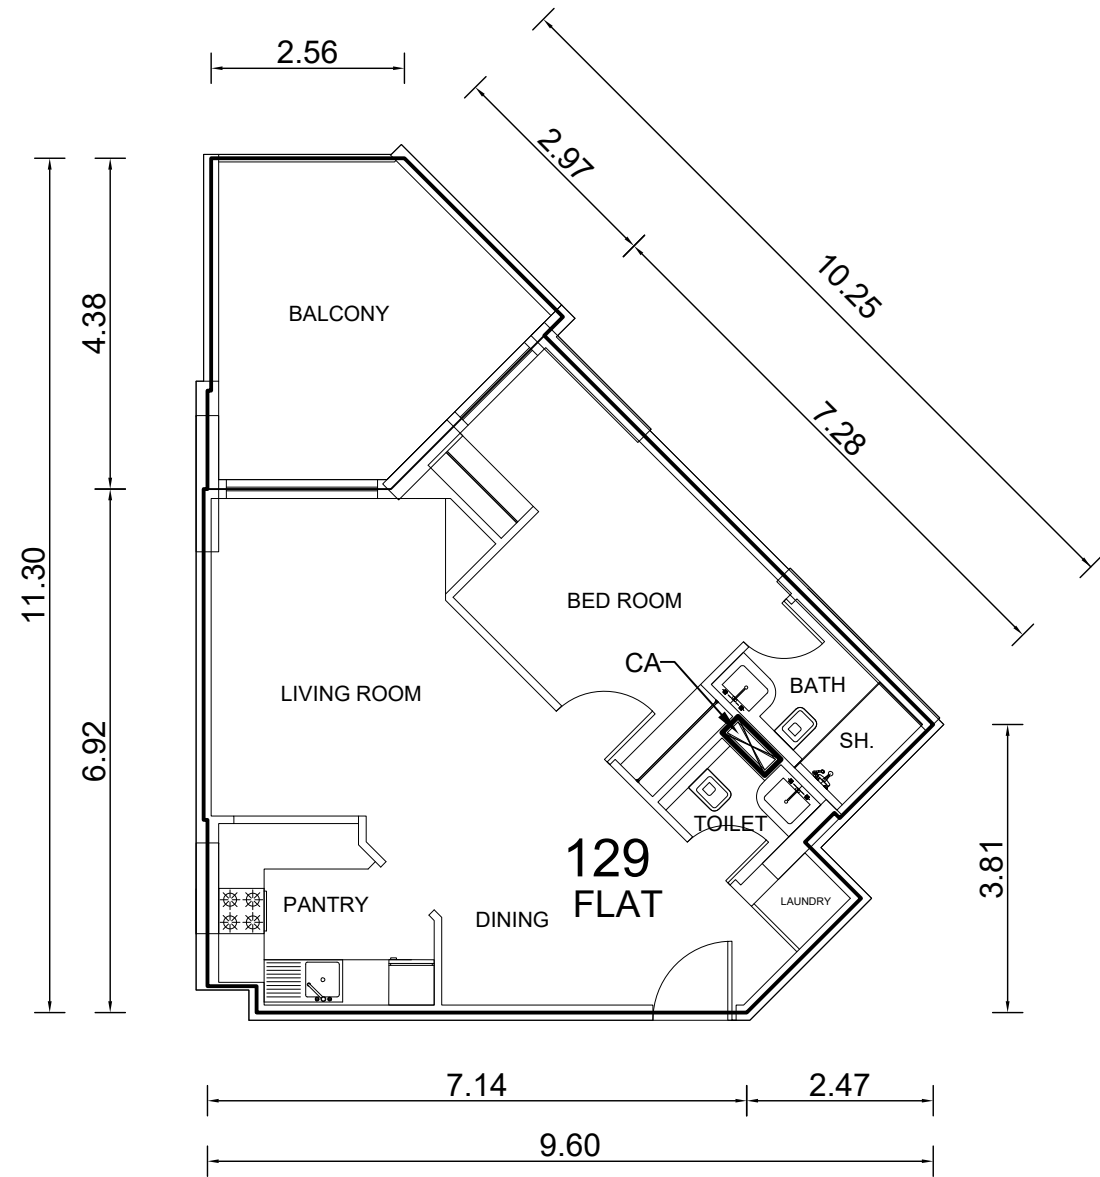 2.56
2.97
10.25
4.38
BALCONY
7.28
11.30
BED ROOM
CA
BATH
LIVING ROOM
SH.
6.92
TOILET
129
FLAT
3.81
PANTRY
DINING
LAUNDRY
7.14
2.47
9.60